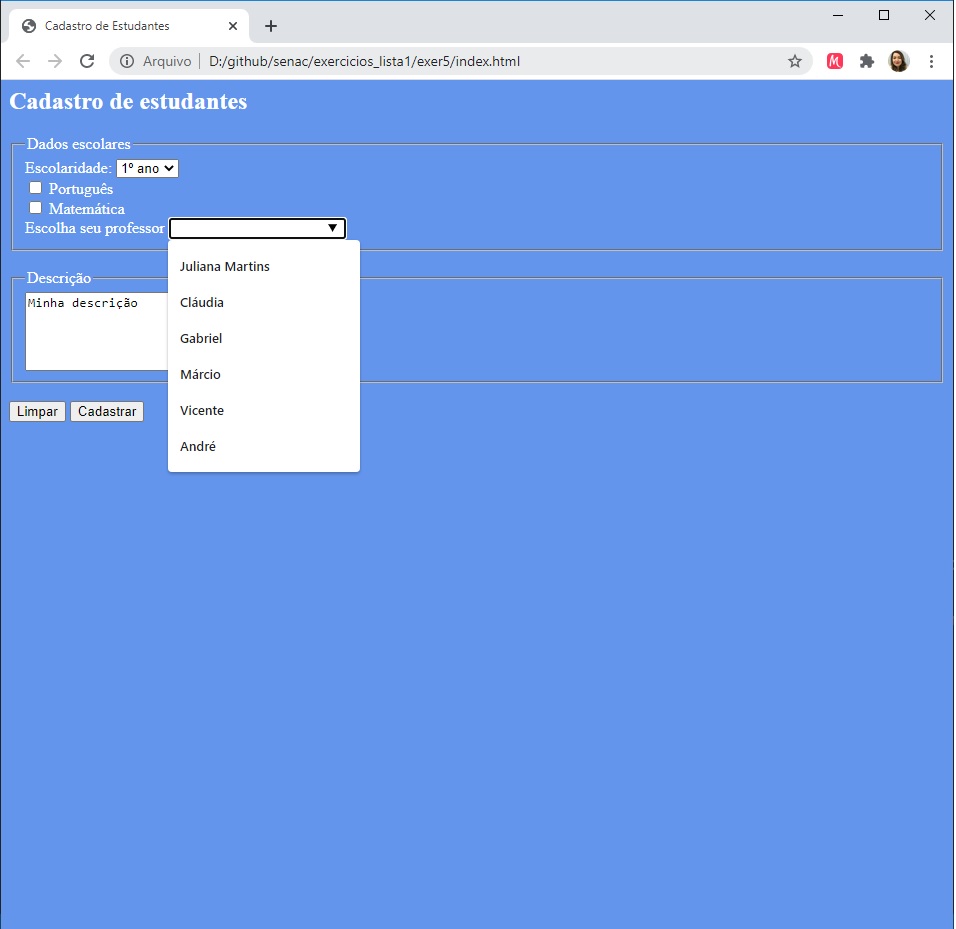 Cadastro de Estudantes
Arquivo D:/github/senac/exercicios_lista1/exer5/index.html
Cadastro de estudantes
Dados escolares
Escolaridade: 1º ano
Português
Matemática
Escolha seu professor
Juliana Martins
Cláudia
Gabriel
Márcio
Vicente
André
Descrição
Minha descrição
Limpar Cadastrar